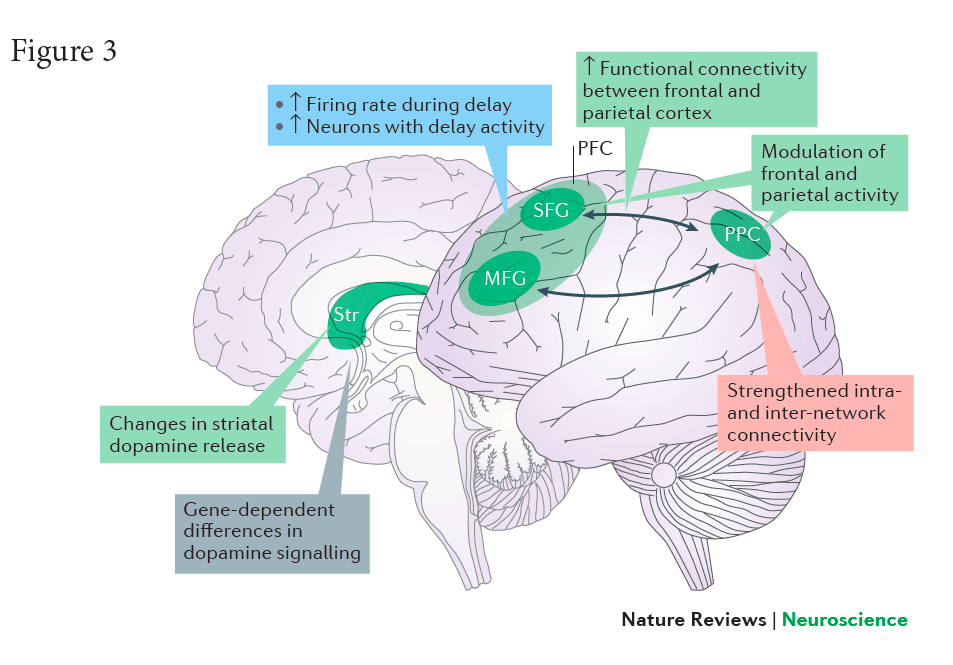 Figure 3
• ↑ Firing rate during delay
• ↑ Neurons with delay activity
↑ Functional connectivity
between frontal and
parietal cortex
PFC
Modulation of
frontal and
parietal activity
SFG
PPC
MFG
Str
Strengthened intra-
and inter-network
connectivity
Changes in striatal
dopamine release
Gene-dependent
differences in
dopamine signalling
Nature Reviews | Neuroscience